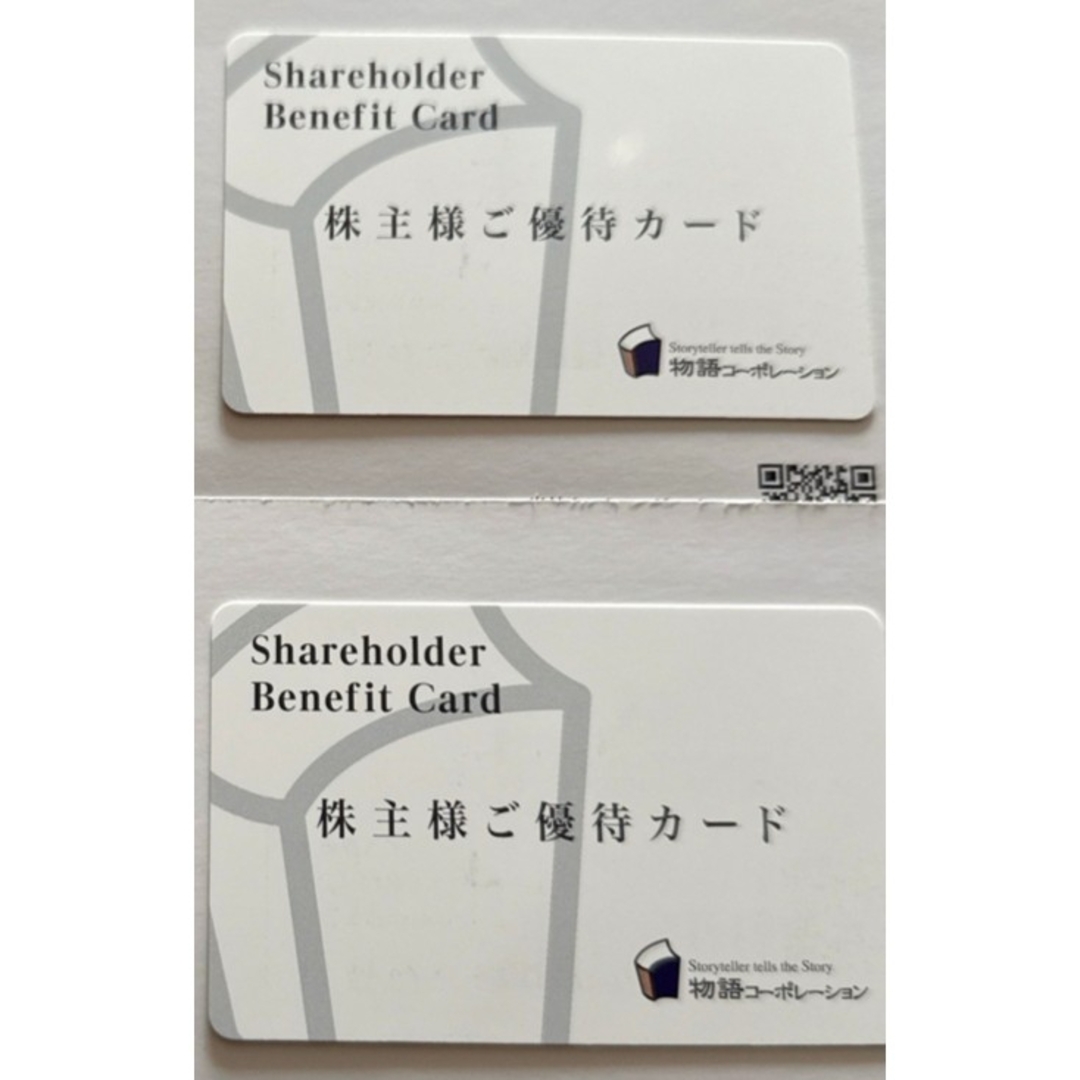 Shareholder
Benefit Card
株主様ご優待カード
Storyteller tells the Story
物語コーポレーション
Shareholder
Benefit Card
株主様ご優待カード
Storyteller tells the Story
物語コーポレーション